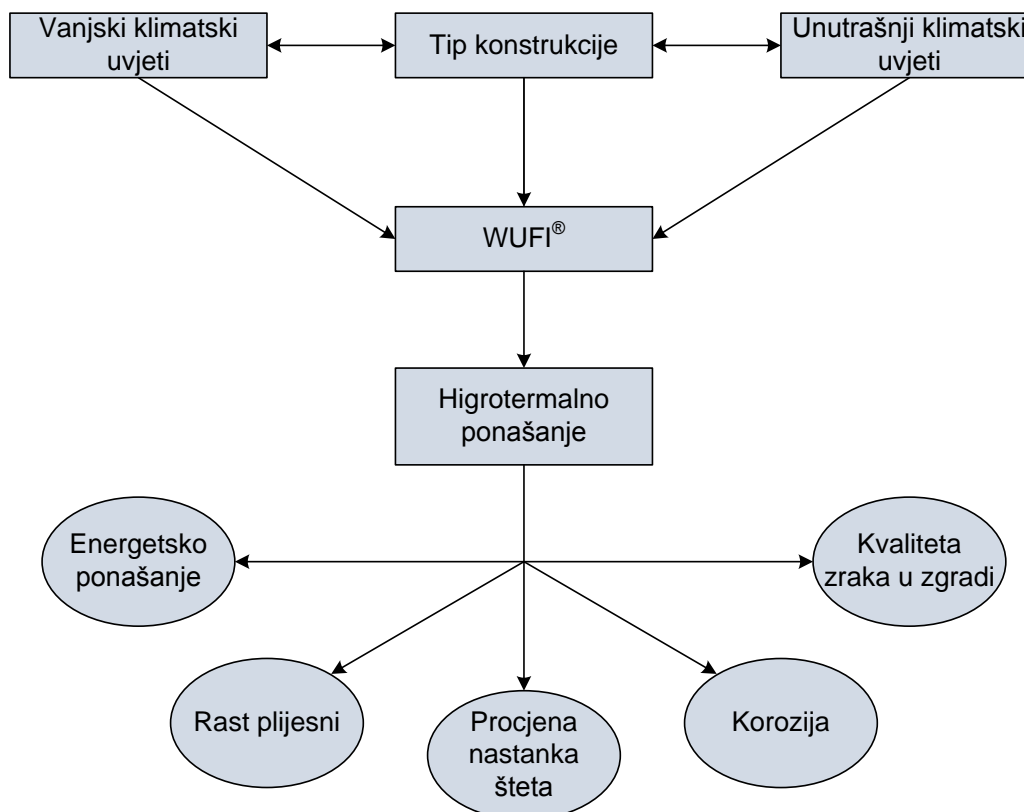 Vanjski klimatski
uvjeti
Tip konstrukcije
Unutrašnji klimatski
uvjeti
WUFI®
Higrotermalno
ponašanje
Energetsko
ponašanje
Kvaliteta
zraka u zgradi
Rast plijesni
Procjena
nastanka
šteta
Korozija